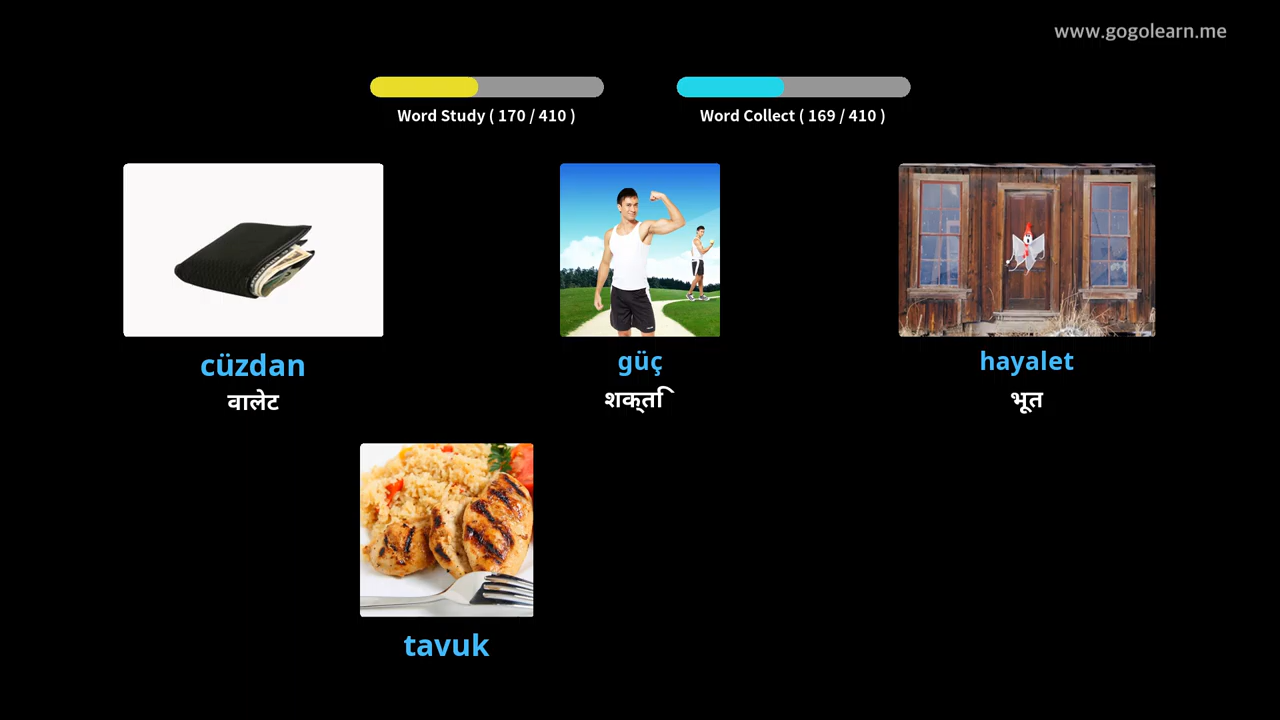 www.gogolearn.me
Word Study ( 170 / 410 )
Word Collect ( 169 / 410 )
cüzdan
वालेट
güç
शक्ति
hayalet
भूत
tavuk